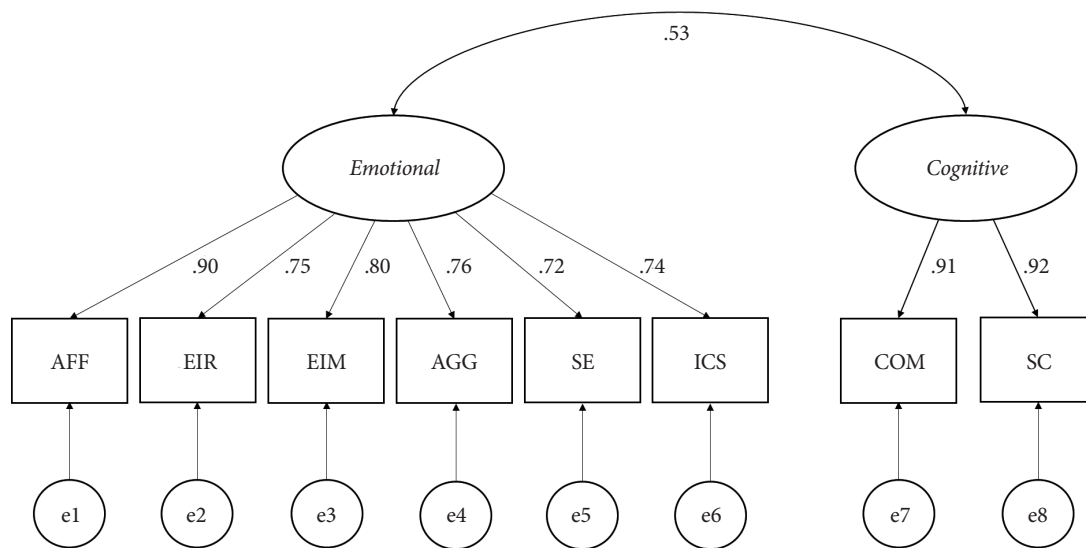 .53
Emotional
Cognitive
.90
.75
.80
.76
.72
.74
.91
.92
AFF
EIR
EIM
AGG
SE
ICS
COM
SC
e1
e2
e3
e4
e5
e6
e7
e8